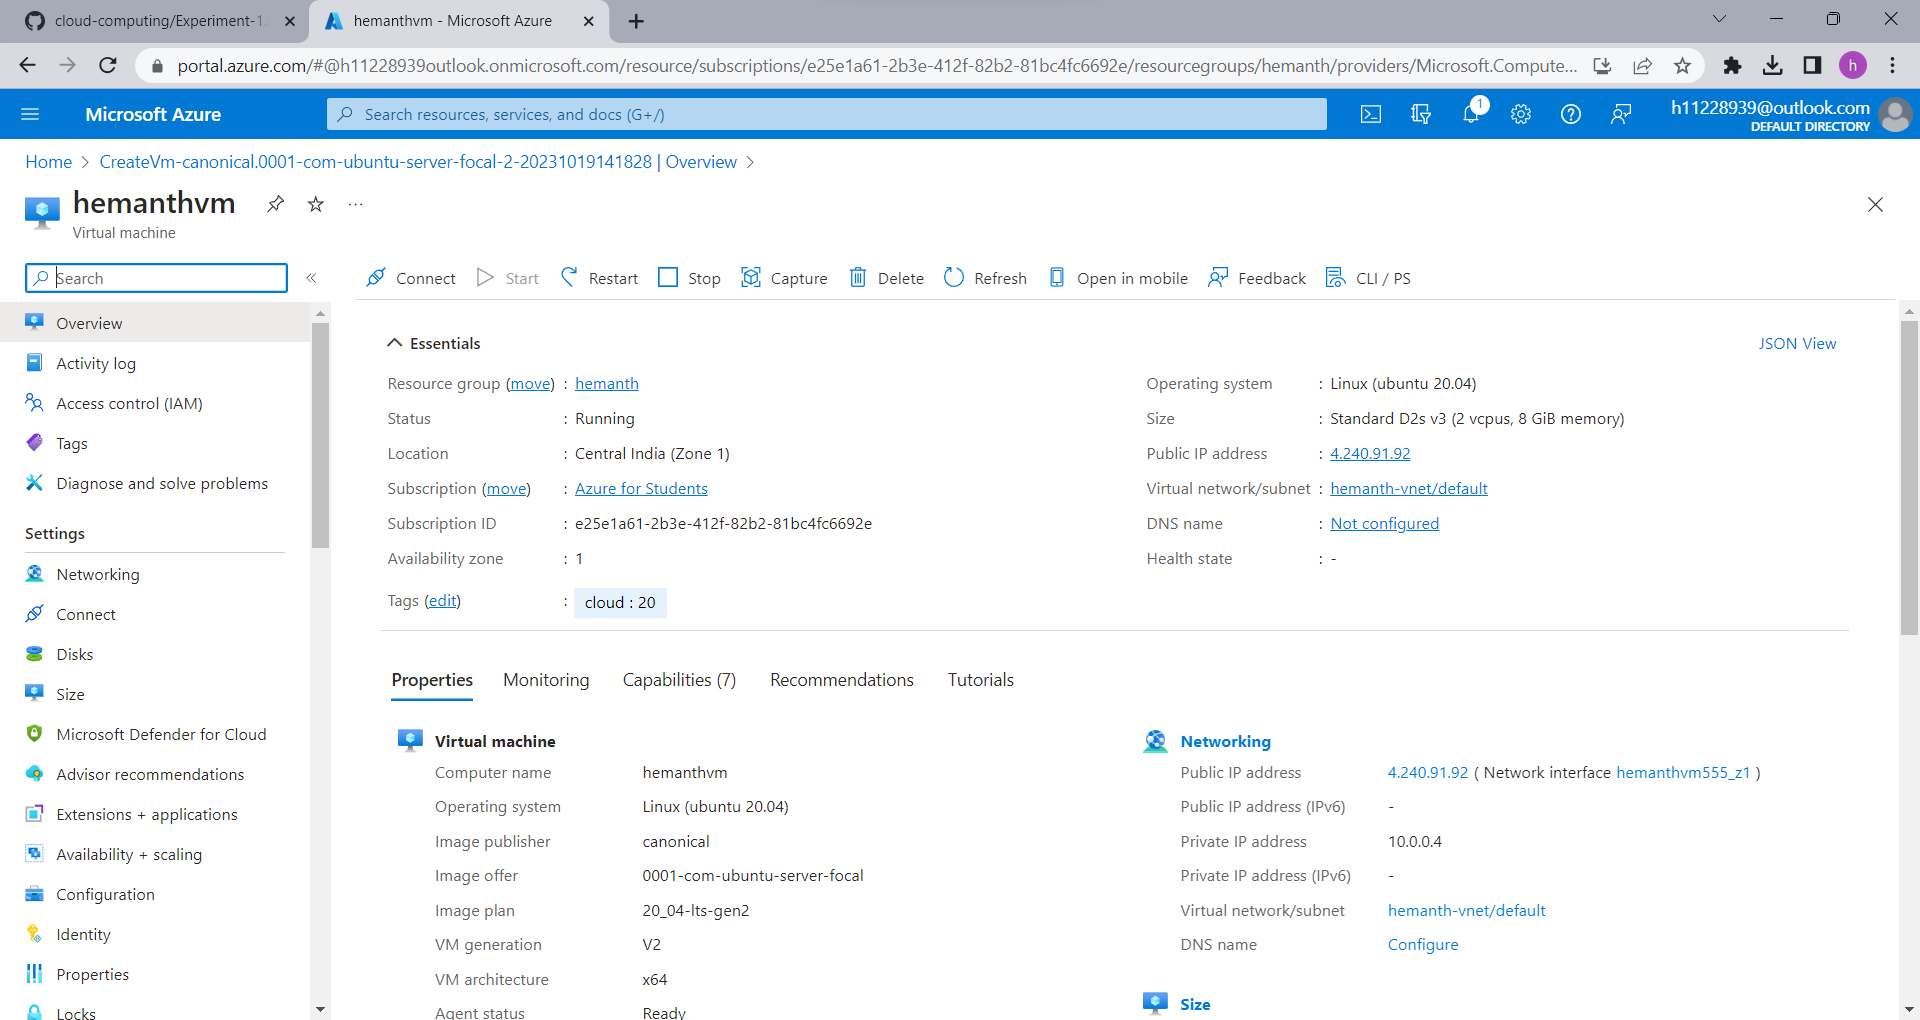 cloud-computing/Experiment-1.
hemanthvm - Microsoft Azure
portal.azure.com/#@h11228939outlook.onmicrosoft.com/resource/subscriptions/e25e1a61-2b3e-412f-82b2-81bc4fc6692e/resourcegroups/hemanth/providers/Microsoft.Compute...
h
Microsoft Azure
Search resources, services, and docs (G+/)
1
h11228939@outlook.com
DEFAULT DIRECTORY
Home > CreateVm-canonical.0001-com-ubuntu-server-focal-2-20231019141828 | Overview >
hemanthvm
Virtual machine
Search
Connect Start Restart Stop Capture Delete Refresh Open in mobile Feedback CLI / PS
Overview
Activity log
Access control (IAM)
Tags
Diagnose and solve problems
Settings
Networking
Connect
Disks
Size
Microsoft Defender for Cloud
Advisor recommendations
Extensions + applications
Availability + scaling
Configuration
Identity
Properties
Locks
Essentials
JSON View
Resource group (move) : hemanth
Status : Running
Location : Central India (Zone 1)
Subscription (move) : Azure for Students
Subscription ID : e25e1a61-2b3e-412f-82b2-81bc4fc6692e
Availability zone : 1
Tags (edit) : cloud : 20
Operating system : Linux (ubuntu 20.04)
Size : Standard D2s v3 (2 vcpus, 8 GiB memory)
Public IP address : 4.240.91.92
Virtual network/subnet : hemanth-vnet/default
DNS name : Not configured
Health state : -
Properties Monitoring Capabilities (7) Recommendations Tutorials
Virtual machine
Computer name hemanthvm
Operating system Linux (ubuntu 20.04)
Image publisher canonical
Image offer 0001-com-ubuntu-server-focal
Image plan 20_04-lts-gen2
VM generation V2
VM architecture x64
Agent status Ready
Networking
Public IP address 4.240.91.92 ( Network interface hemanthvm555_z1 )
Public IP address (IPv6) -
Private IP address 10.0.0.4
Private IP address (IPv6) -
Virtual network/subnet hemanth-vnet/default
DNS name Configure
Size